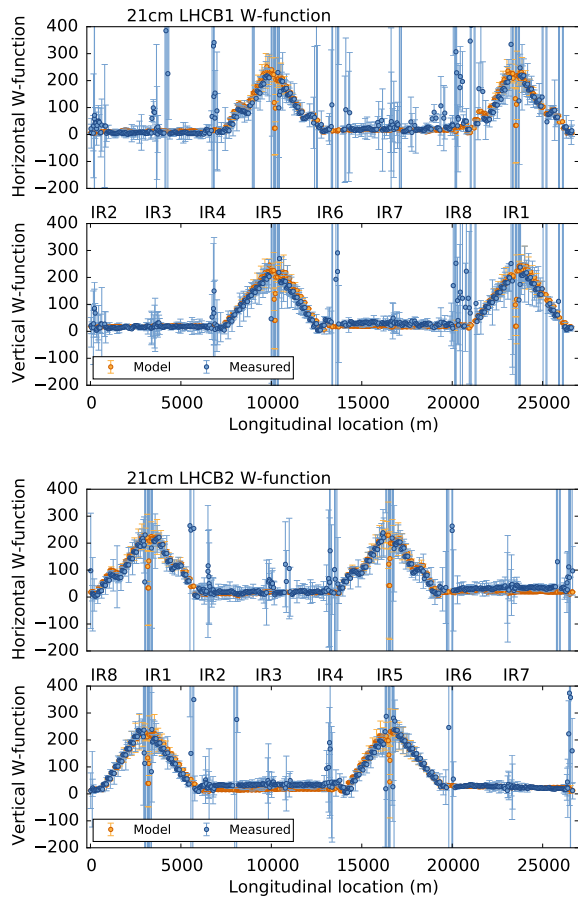 21cm LHCB1 W-function
Horizontal W-function
400
300
200
100
0
−100
−200
IR2 IR3 IR4 IR5 IR6 IR7 IR8 IR1
Vertical W-function
400
300
200
100
0
−100
−200
Model Measured
0 5000 10000 15000 20000 25000
Longitudinal location (m)
21cm LHCB2 W-function
Horizontal W-function
400
300
200
100
0
−100
−200
IR8 IR1 IR2 IR3 IR4 IR5 IR6 IR7
Vertical W-function
400
300
200
100
0
−100
−200
Model Measured
0 5000 10000 15000 20000 25000
Longitudinal location (m)